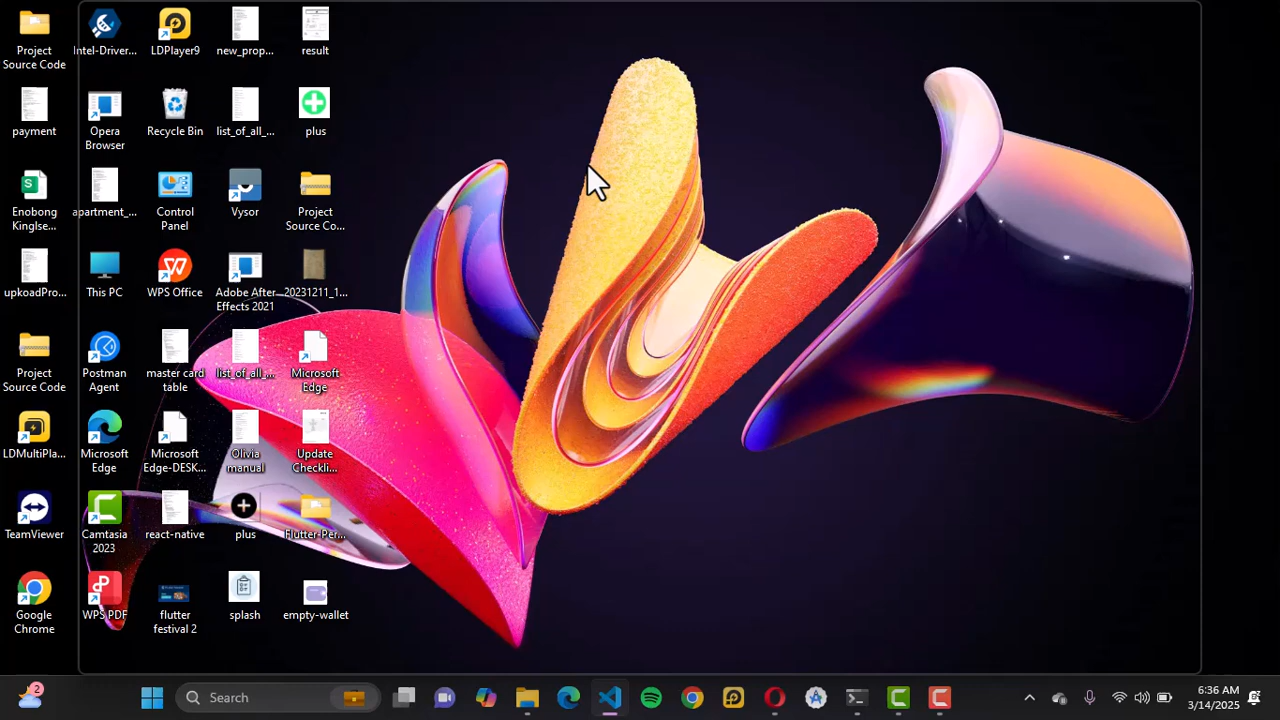 Project
Source Code
Intel-Driver...
LDPlayer9
new_prop...
result
payment
Opera
Browser
Recycle Bin
list_of_all_...
plus
Enobong
KingIse...
apartment_...
Control
Panel
Vysor
Project
Source Co...
upkoadPro...
This PC
WPS Office
Adobe After
Effects 2021
20231211_1...
Project
Source Code
Postman
Agent
master card
table
list_of_all_...
Microsoft
Edge
LDMultiPla...
Microsoft
Edge
Microsoft
Edge-DESK...
Olivia
manual
Update
Checkli...
TeamViewer
Camtasia
2023
react-native
plus
Flutter-Per...
Google
Chrome
WPS PDF
flutter
festival 2
splash
empty-wallet
2
Search
6:36 AM
3/14/2025